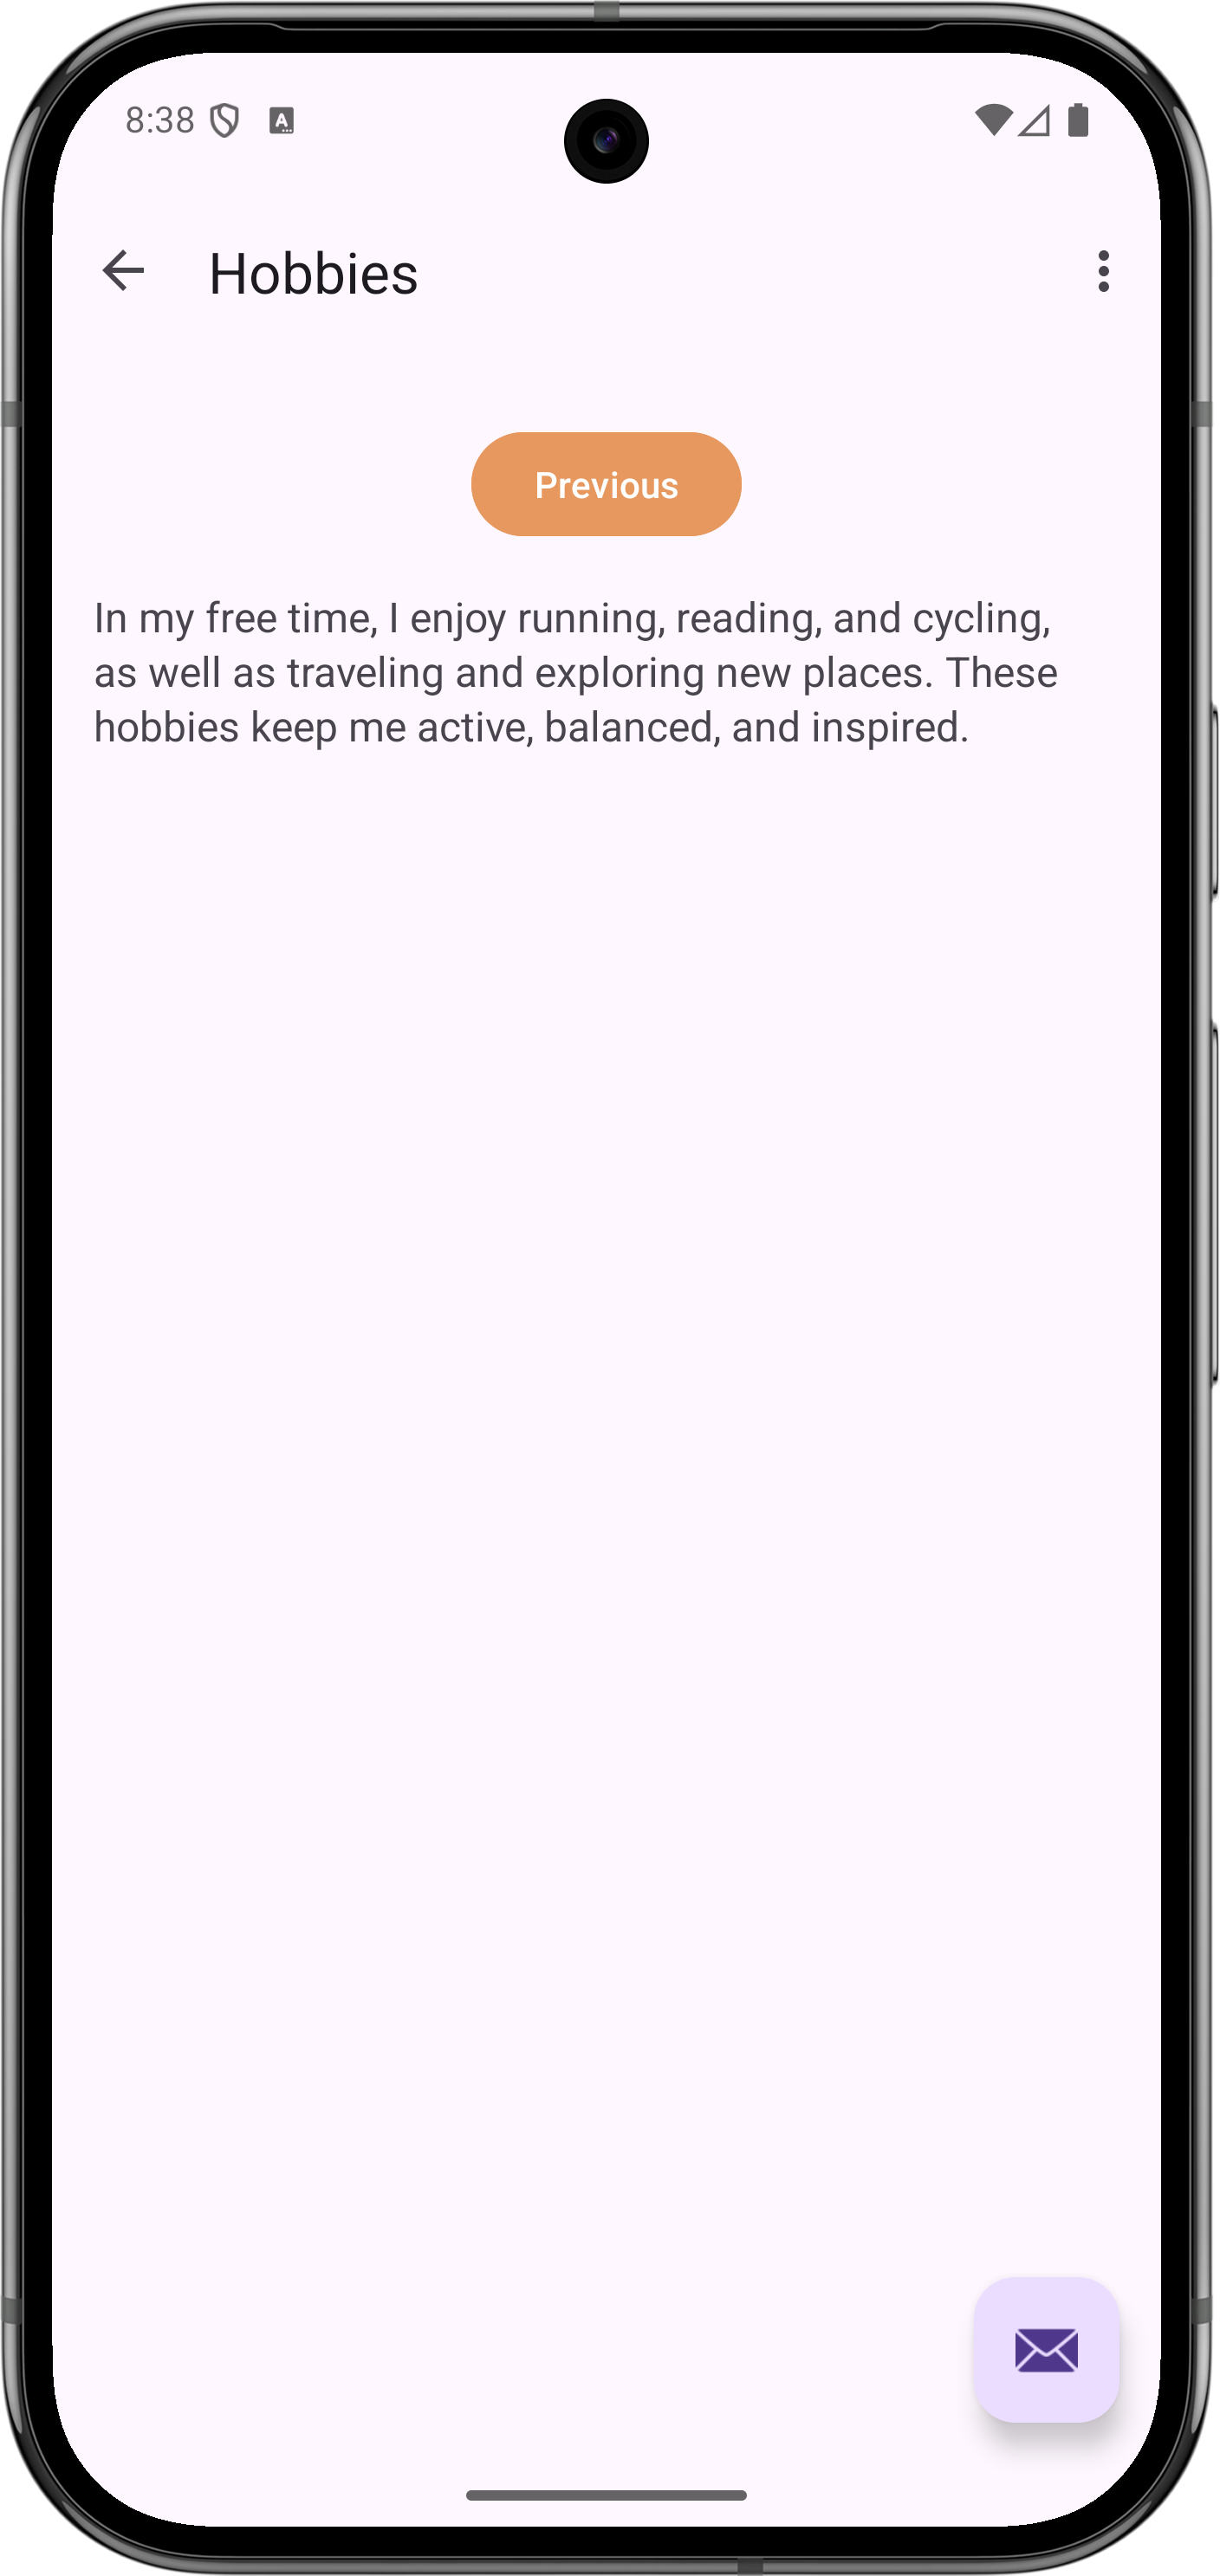 8:38
Hobbies
Previous
In my free time, I enjoy running, reading, and cycling,
as well as traveling and exploring new places. These
hobbies keep me active, balanced, and inspired.